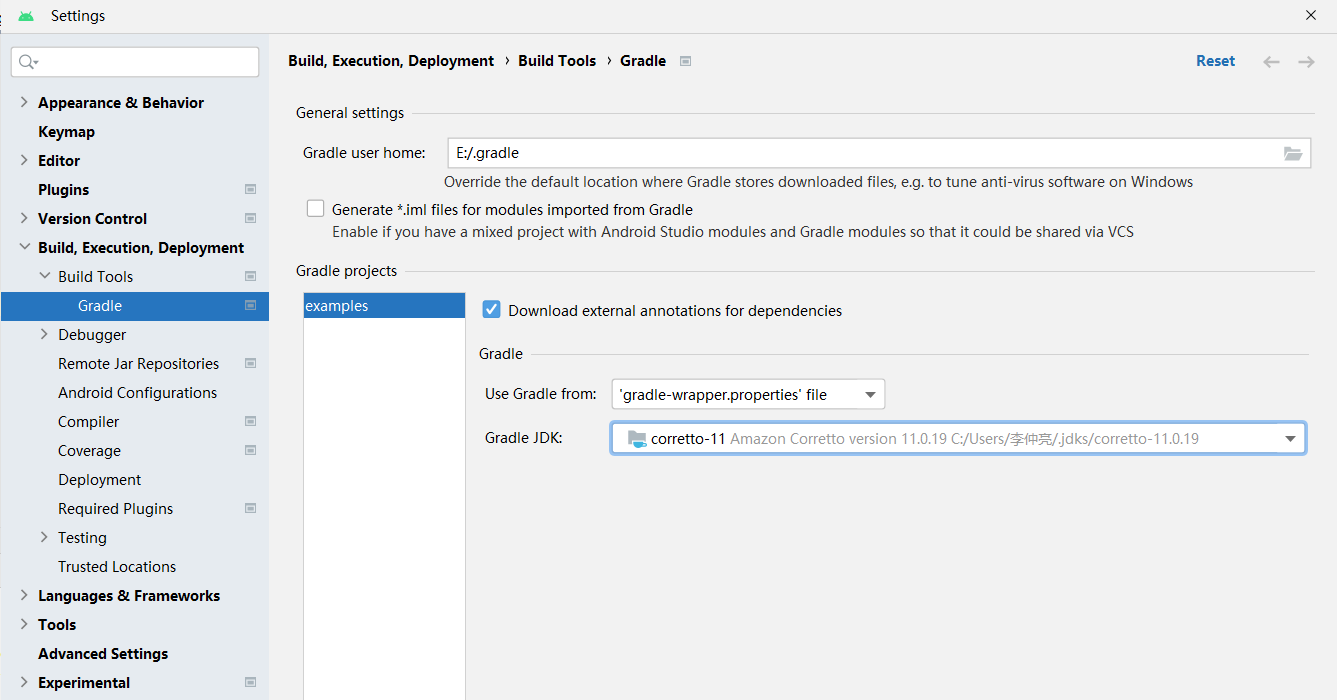 Settings
Build, Execution, Deployment › Build Tools › Gradle
Reset
Appearance & Behavior
Keymap
Editor
Plugins
Version Control
Build, Execution, Deployment
Build Tools
Gradle
Debugger
Remote Jar Repositories
Android Configurations
Compiler
Coverage
Deployment
Required Plugins
Testing
Trusted Locations
Languages & Frameworks
Tools
Advanced Settings
Experimental
General settings
Gradle user home: E:/.gradle
Override the default location where Gradle stores downloaded files, e.g. to tune anti-virus software on Windows
Generate *.iml files for modules imported from Gradle
Enable if you have a mixed project with Android Studio modules and Gradle modules so that it could be shared via VCS
Gradle projects
examples
Download external annotations for dependencies
Gradle
Use Gradle from: 'gradle-wrapper.properties' file
Gradle JDK: corretto-11 Amazon Corretto version 11.0.19 C:/Users/李仲亮/.jdks/corretto-11.0.19